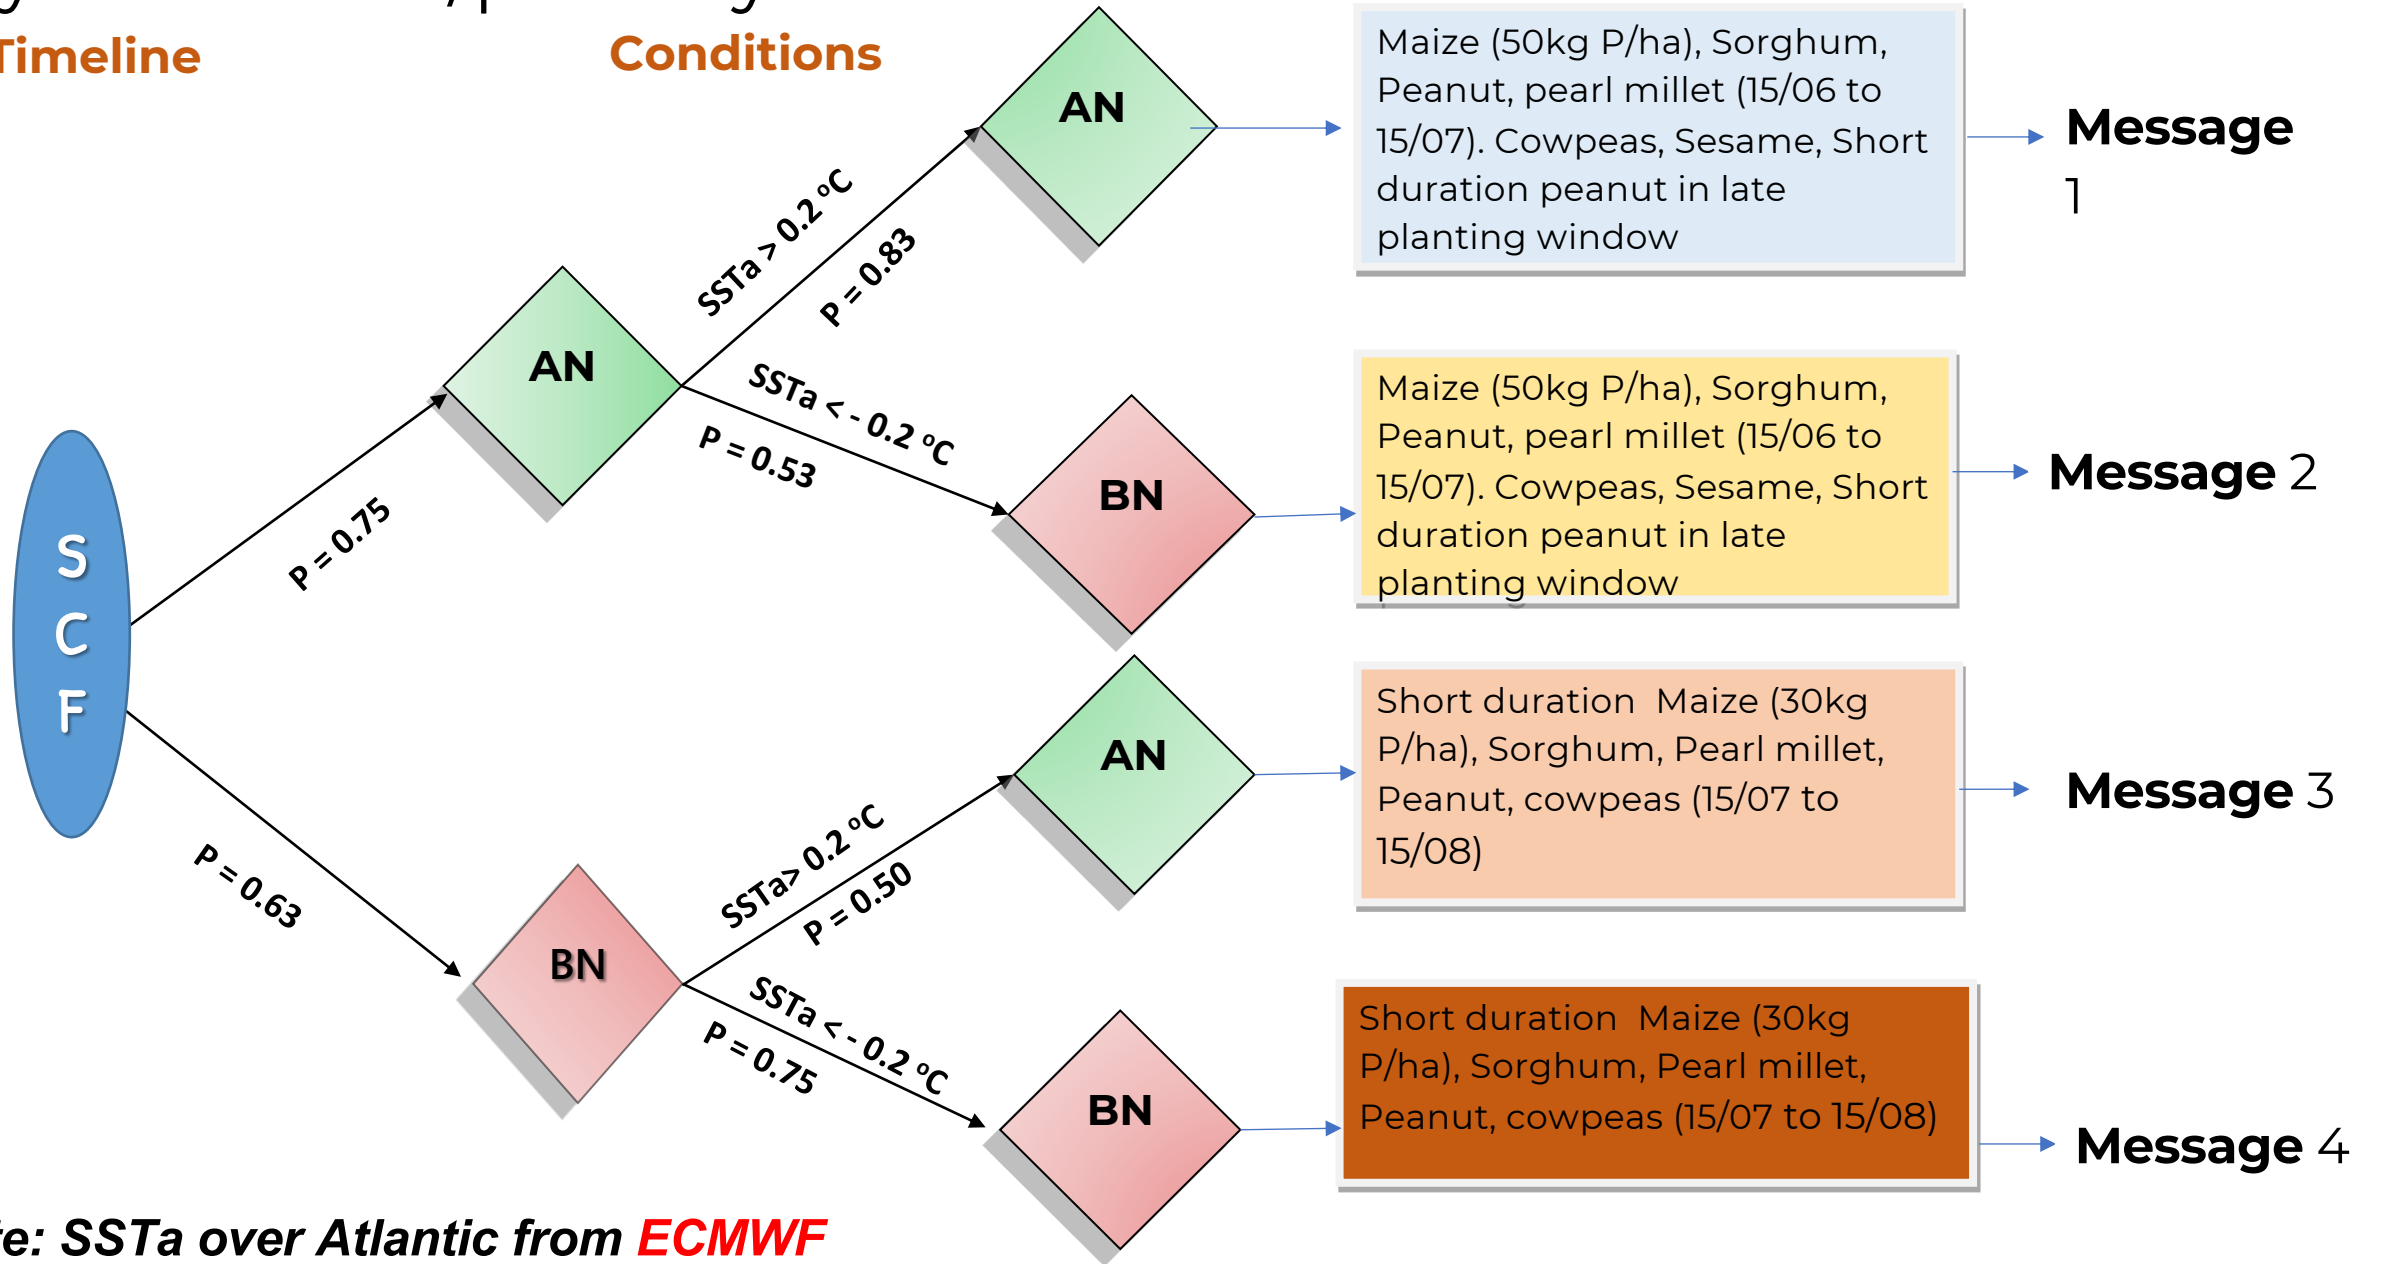 Timeline
Conditions
S
C
F
P = 0.75
P = 0.63
AN
BN
SSTa > 0.2 ºC
P = 0.83
SSTa < - 0.2 ºC
P = 0.53
SSTa> 0.2 ºC
P = 0.50
SSTa < - 0.2 ºC
P = 0.75
AN
Maize (50kg P/ha), Sorghum,
Peanut, pearl millet (15/06 to
15/07). Cowpeas, Sesame, Short
duration peanut in late
planting window
Message
1
BN
Maize (50kg P/ha), Sorghum,
Peanut, pearl millet (15/06 to
15/07). Cowpeas, Sesame, Short
duration peanut in late
planting window
Message 2
AN
Short duration  Maize (30kg
P/ha), Sorghum, Pearl millet,
Peanut, cowpeas (15/07 to
15/08)
Message 3
BN
Short duration  Maize (30kg
P/ha), Sorghum, Pearl millet,
Peanut, cowpeas (15/07 to 15/08)
Message 4
te: SSTa over Atlantic from ECMWF